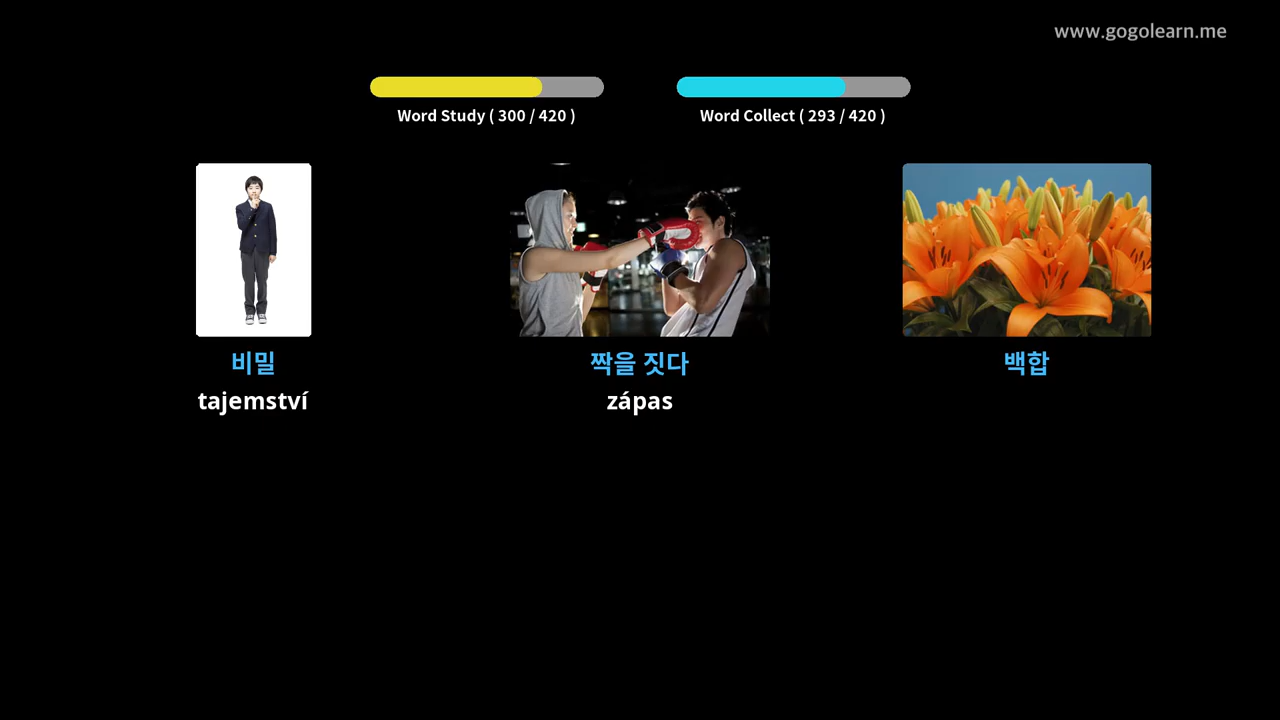 www.gogolearn.me
Word Study ( 300 / 420 )
Word Collect ( 293 / 420 )
비밀
짝을 짓다
백합
tajemství
zápas